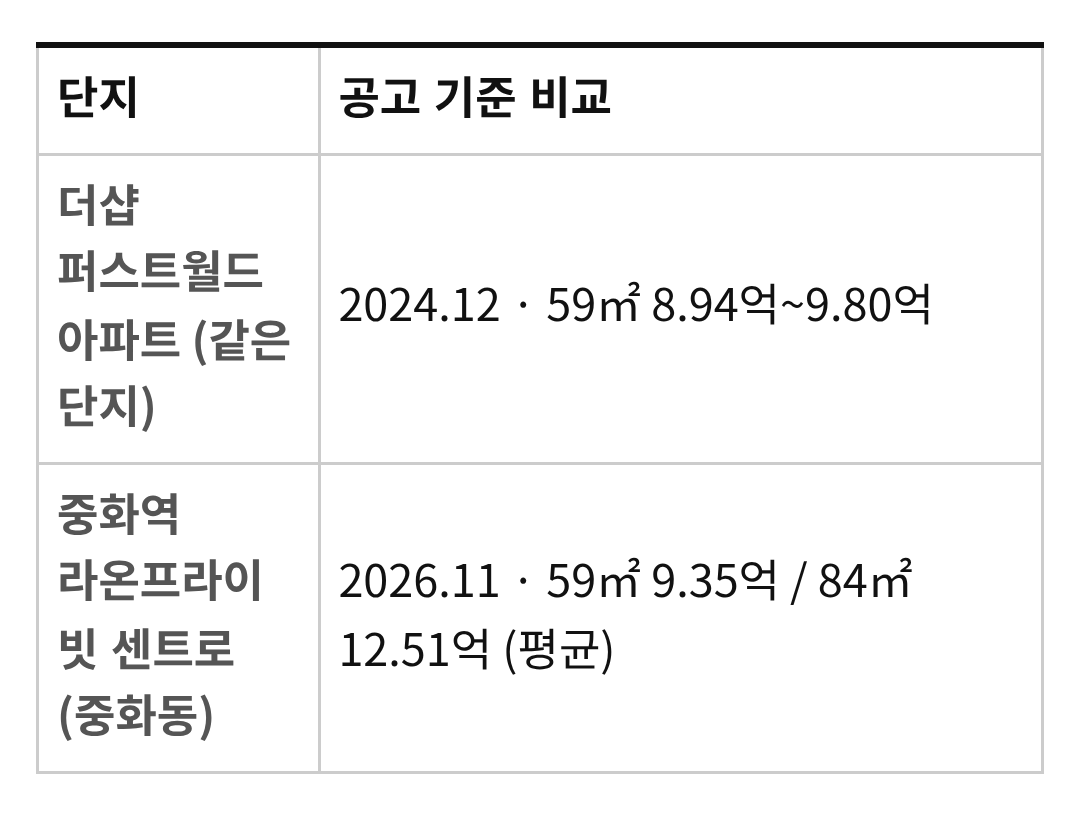 단지
공고 기준 비교
더샵
퍼스트월드
아파트 (같은
단지)
2024.12 · 59㎡ 8.94억~9.80억
중화역
라온프라이
빗 센트로
(중화동)
2026.11 · 59㎡ 9.35억 / 84㎡
12.51억 (평균)